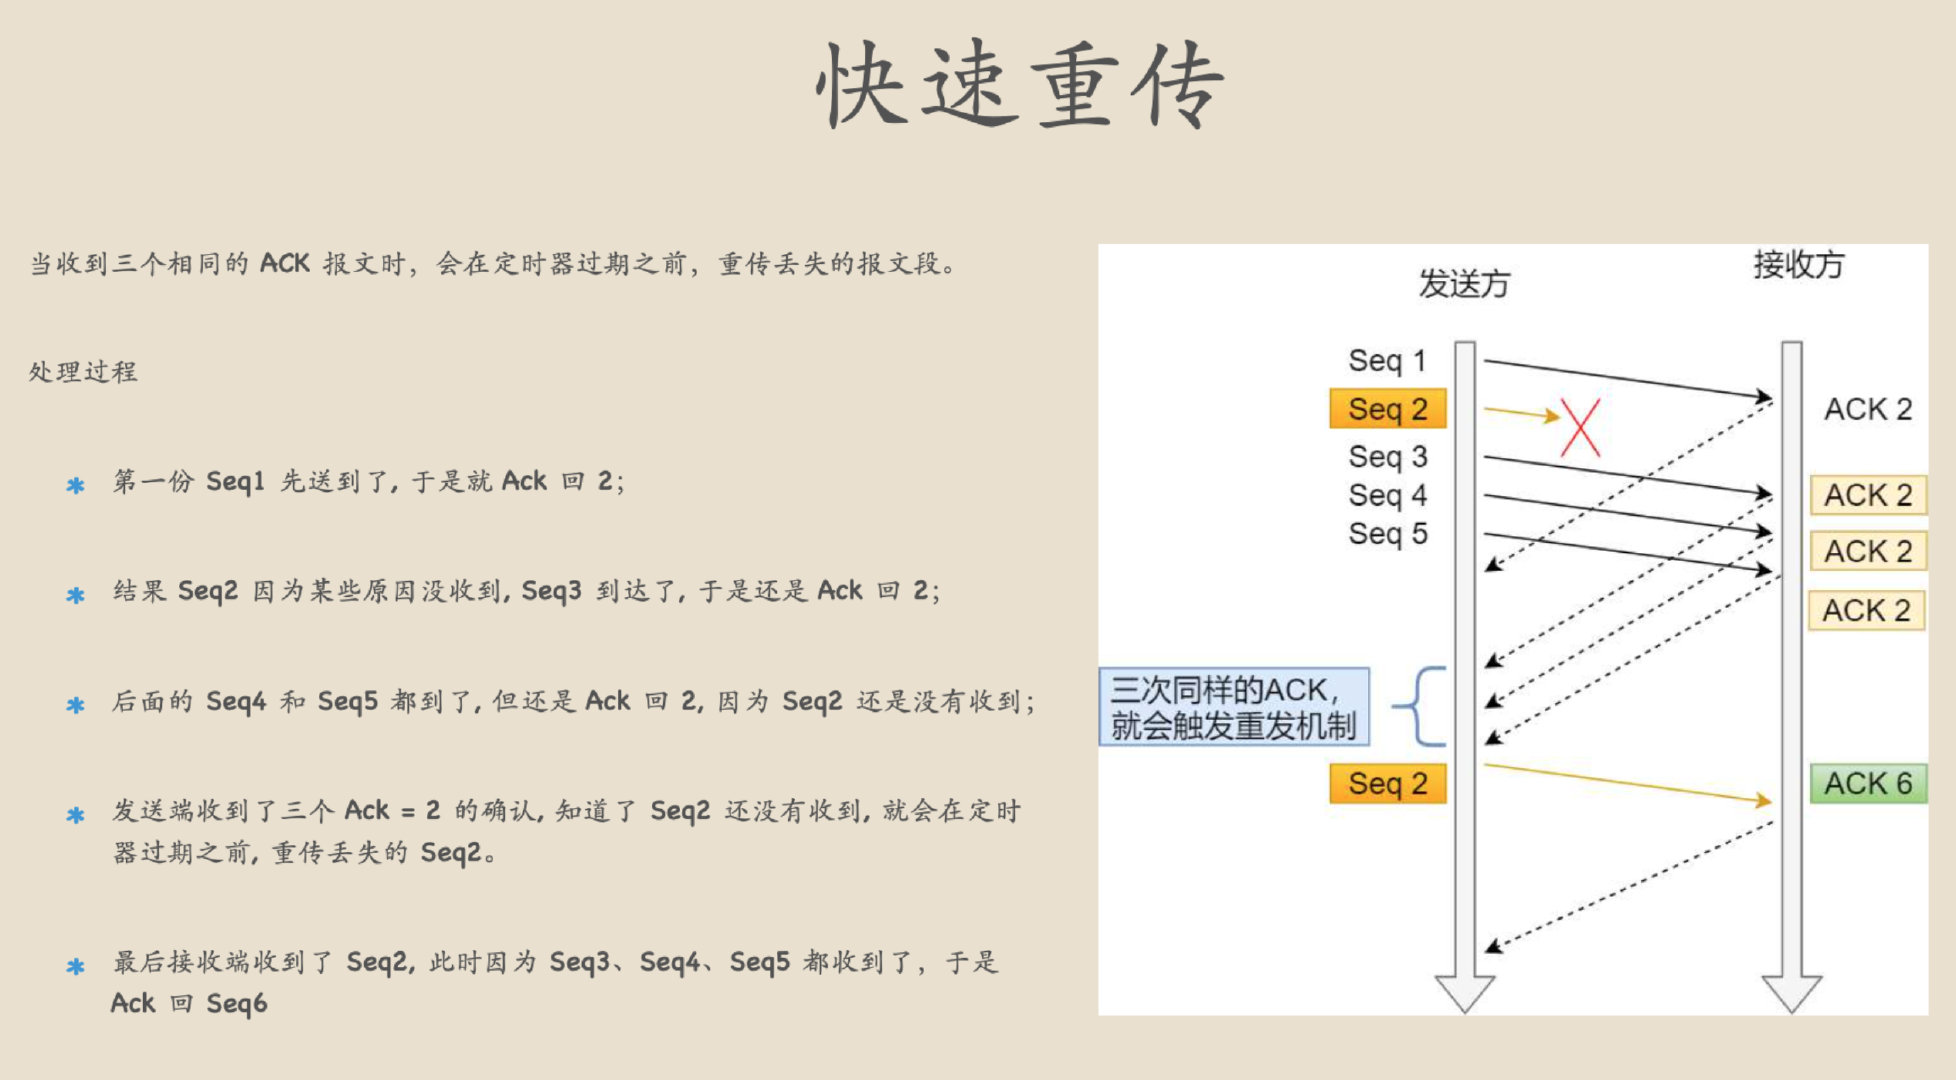 快速重传
当收到三个相同的 ACK 报文时，会在定时器过期之前，重传丢失的报文段。
处理过程
* 第一份 Seq1 先送到了, 于是就 Ack 回 2；
* 结果 Seq2 因为某些原因没收到, Seq3 到达了, 于是还是 Ack 回 2；
* 后面的 Seq4 和 Seq5 都到了, 但还是 Ack 回 2, 因为 Seq2 还是没有收到；
* 发送端收到了三个 Ack = 2 的确认, 知道了 Seq2 还没有收到, 就会在定时
器过期之前, 重传丢失的 Seq2。
* 最后接收端收到了 Seq2, 此时因为 Seq3、Seq4、Seq5 都收到了，于是
Ack 回 Seq6
发送方
接收方
Seq 1
Seq 2
ACK 2
Seq 3
Seq 4
ACK 2
Seq 5
ACK 2
ACK 2
三次同样的ACK，
就会触发重发机制
Seq 2
ACK 6